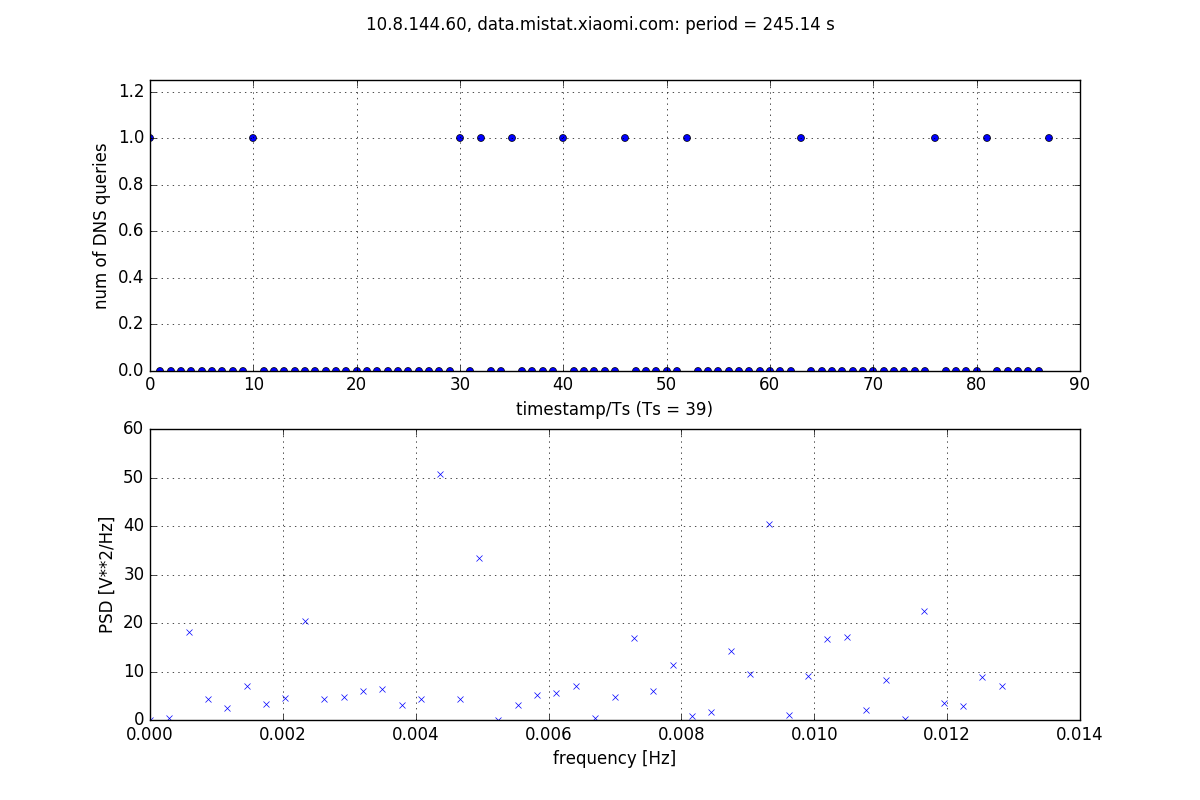 10.8.144.60, data.mistat.xiaomi.com: period = 245.14 s
1.2
1.0
0.8
0.6
0.4
0.2
0.0
num of DNS queries
0 10 20 30 40 50 60 70 80 90
timestamp/Ts (Ts = 39)
60
50
40
30
20
10
0
PSD [V**2/Hz]
0.000 0.002 0.004 0.006 0.008 0.010 0.012 0.014
frequency [Hz]